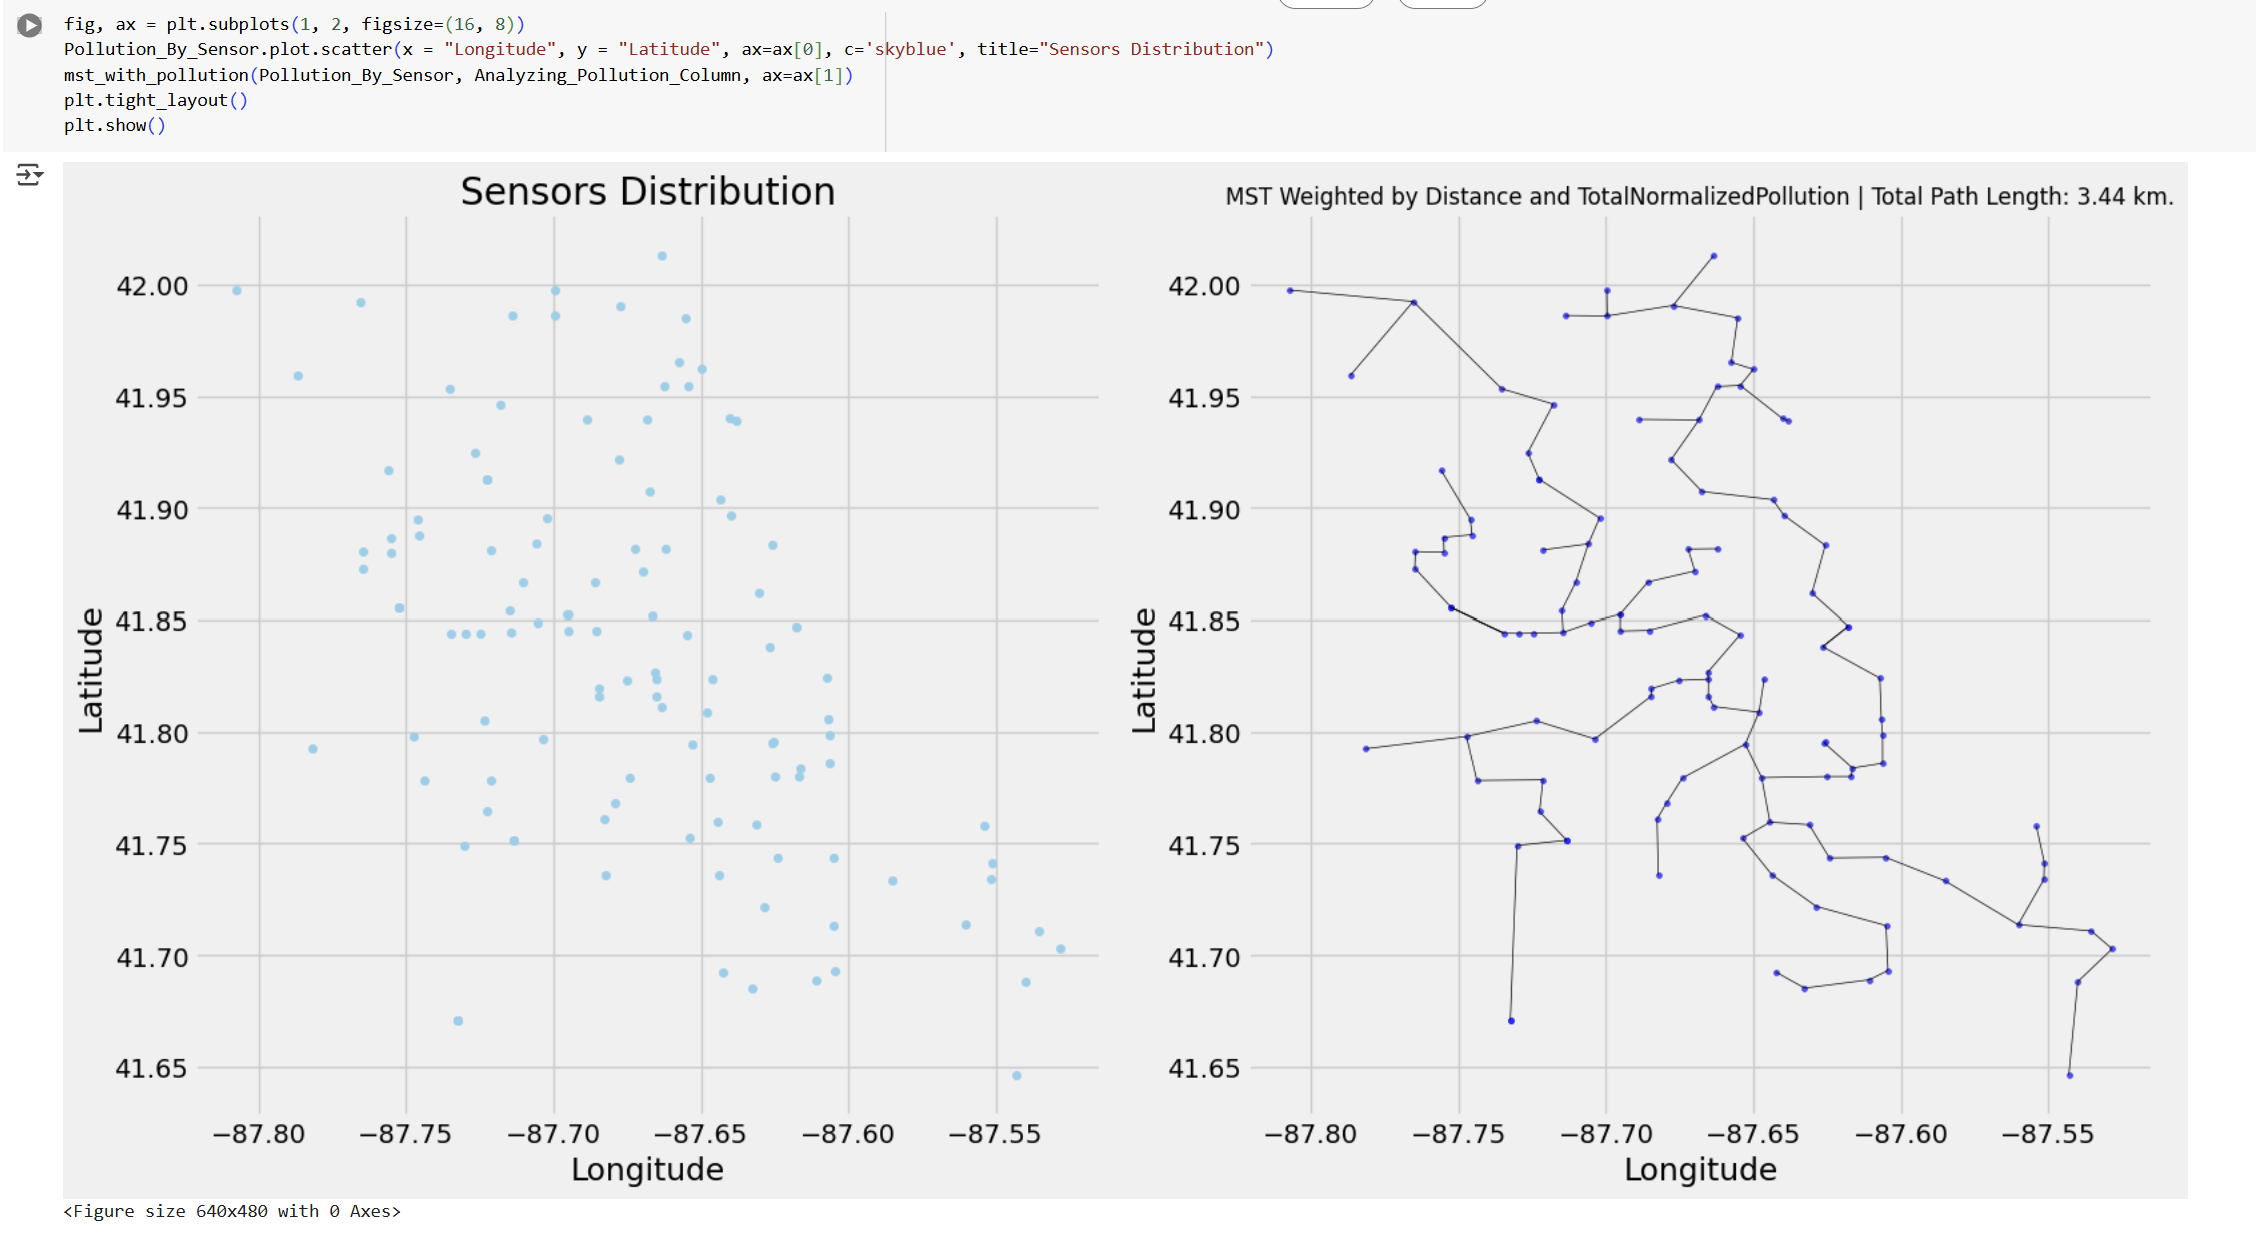 fig, ax = plt.subplots(1, 2, figsize=(16, 8))
Pollution_By_Sensor.plot.scatter(x = "Longitude", y = "Latitude", ax=ax[0], c='skyblue', title="Sensors Distribution")
mst_with_pollution(Pollution_By_Sensor, Analyzing_Pollution_Column, ax=ax[1])
plt.tight_layout()
plt.show()
Sensors Distribution
42.00
41.95
41.90
41.85
41.80
41.75
41.70
41.65
Latitude
−87.80 −87.75 −87.70 −87.65 −87.60 −87.55
Longitude
MST Weighted by Distance and TotalNormalizedPollution | Total Path Length: 3.44 km.
42.00
41.95
41.90
41.85
41.80
41.75
41.70
41.65
Latitude
−87.80 −87.75 −87.70 −87.65 −87.60 −87.55
Longitude
<Figure size 640x480 with 0 Axes>